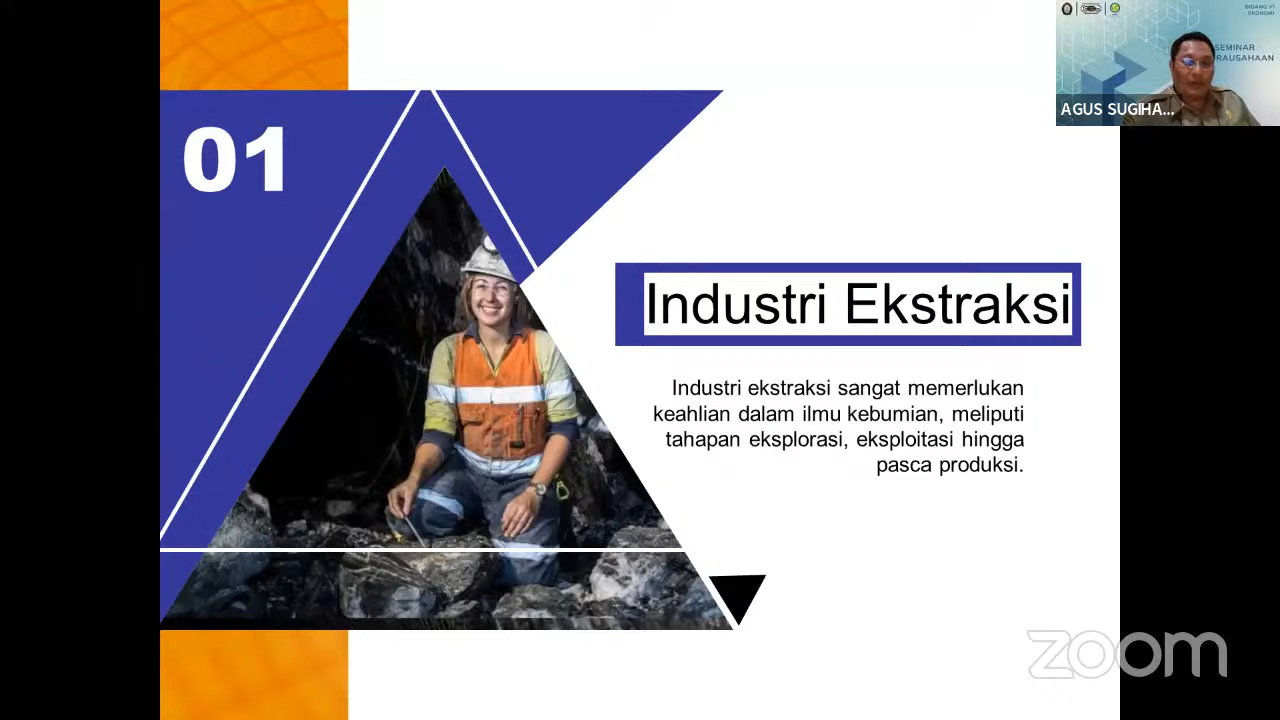 BIDANG VI
EKONOMI
SEMINAR
RAUSAHAAN
AGUS SUGIHA...
01
Industri Ekstraksi
Industri ekstraksi sangat memerlukan
keahlian dalam ilmu kebumian, meliputi
tahapan eksplorasi, eksploitasi hingga
pasca produksi.
zoom